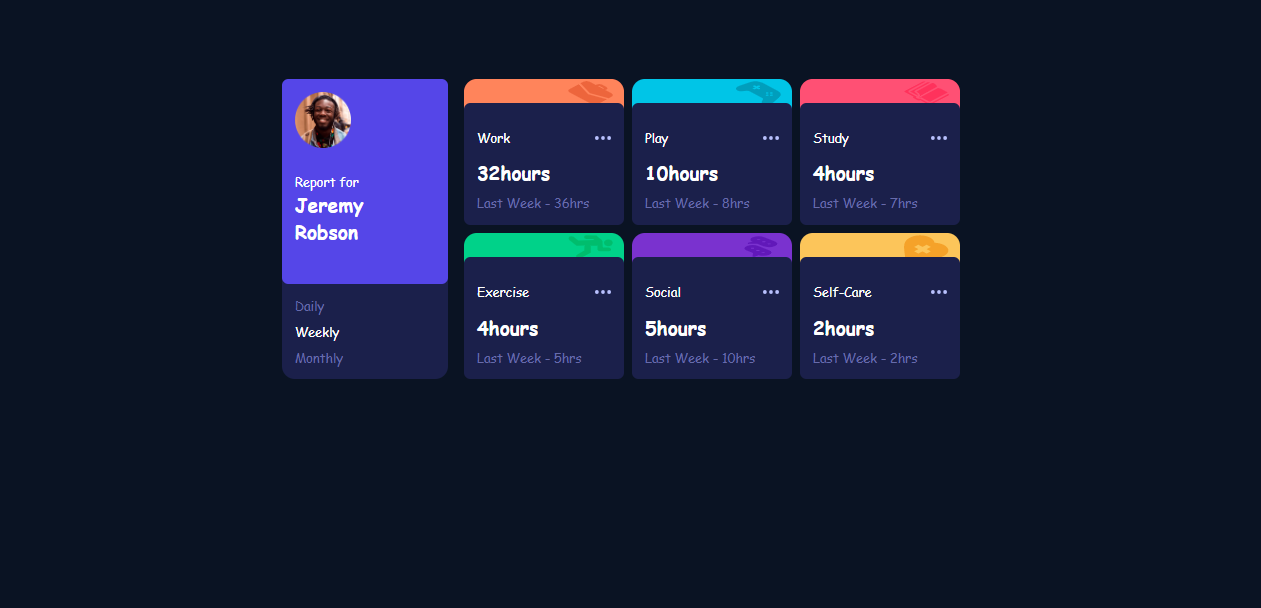 Report for
Jeremy
Robson
Daily
Weekly
Monthly
Work
32hours
Last Week - 36hrs
Play
10hours
Last Week - 8hrs
Study
4hours
Last Week - 7hrs
Exercise
4hours
Last Week - 5hrs
Social
5hours
Last Week - 10hrs
Self-Care
2hours
Last Week - 2hrs